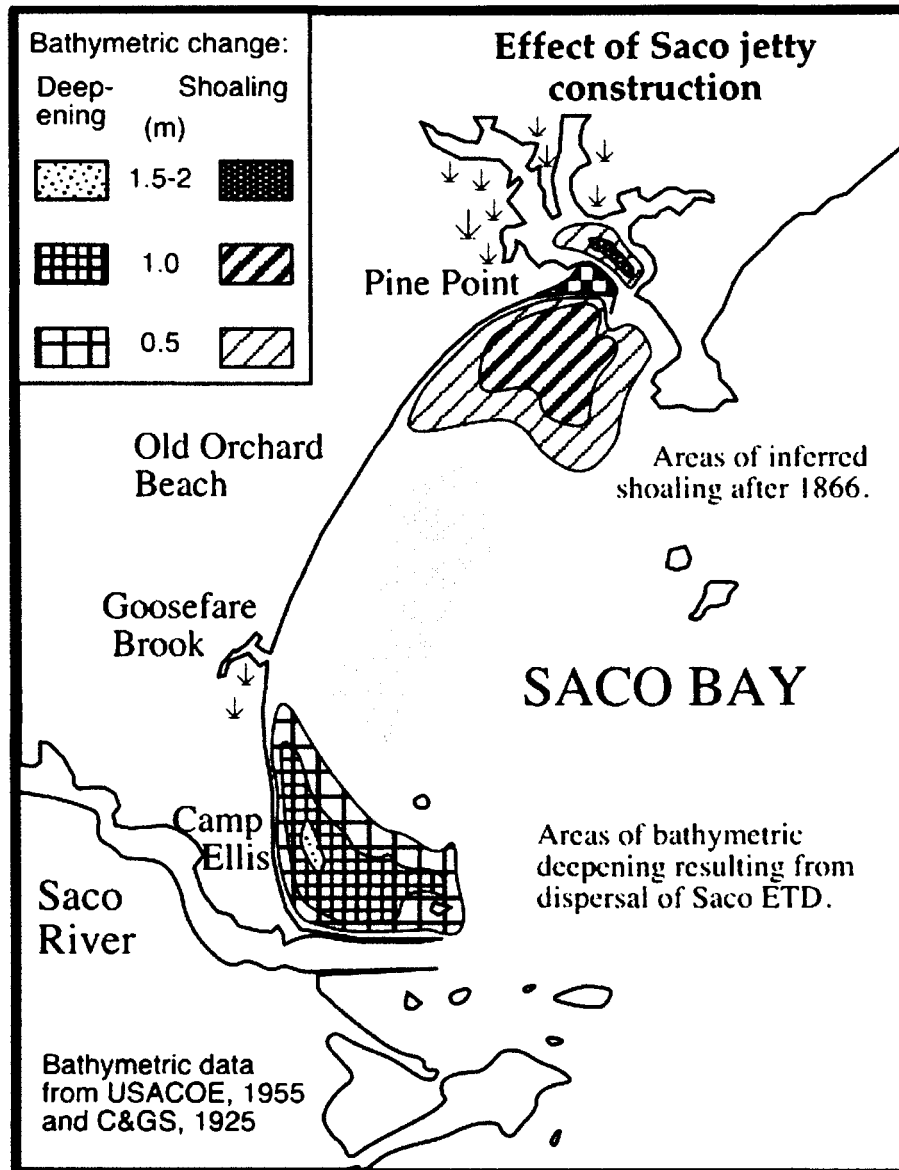 Bathymetric change:
Deep-
ening
Shoaling
(m)
1.5-2
1.0
0.5
Effect of Saco jetty
construction
Pine Point
Old Orchard
Beach
Areas of inferred
shoaling after 1866.
Goosefare
Brook
SACO BAY
Camp
Ellis
Areas of bathymetric
deepening resulting from
dispersal of Saco ETD.
Saco
River
Bathymetric data
from USACOE, 1955
and C&GS, 1925